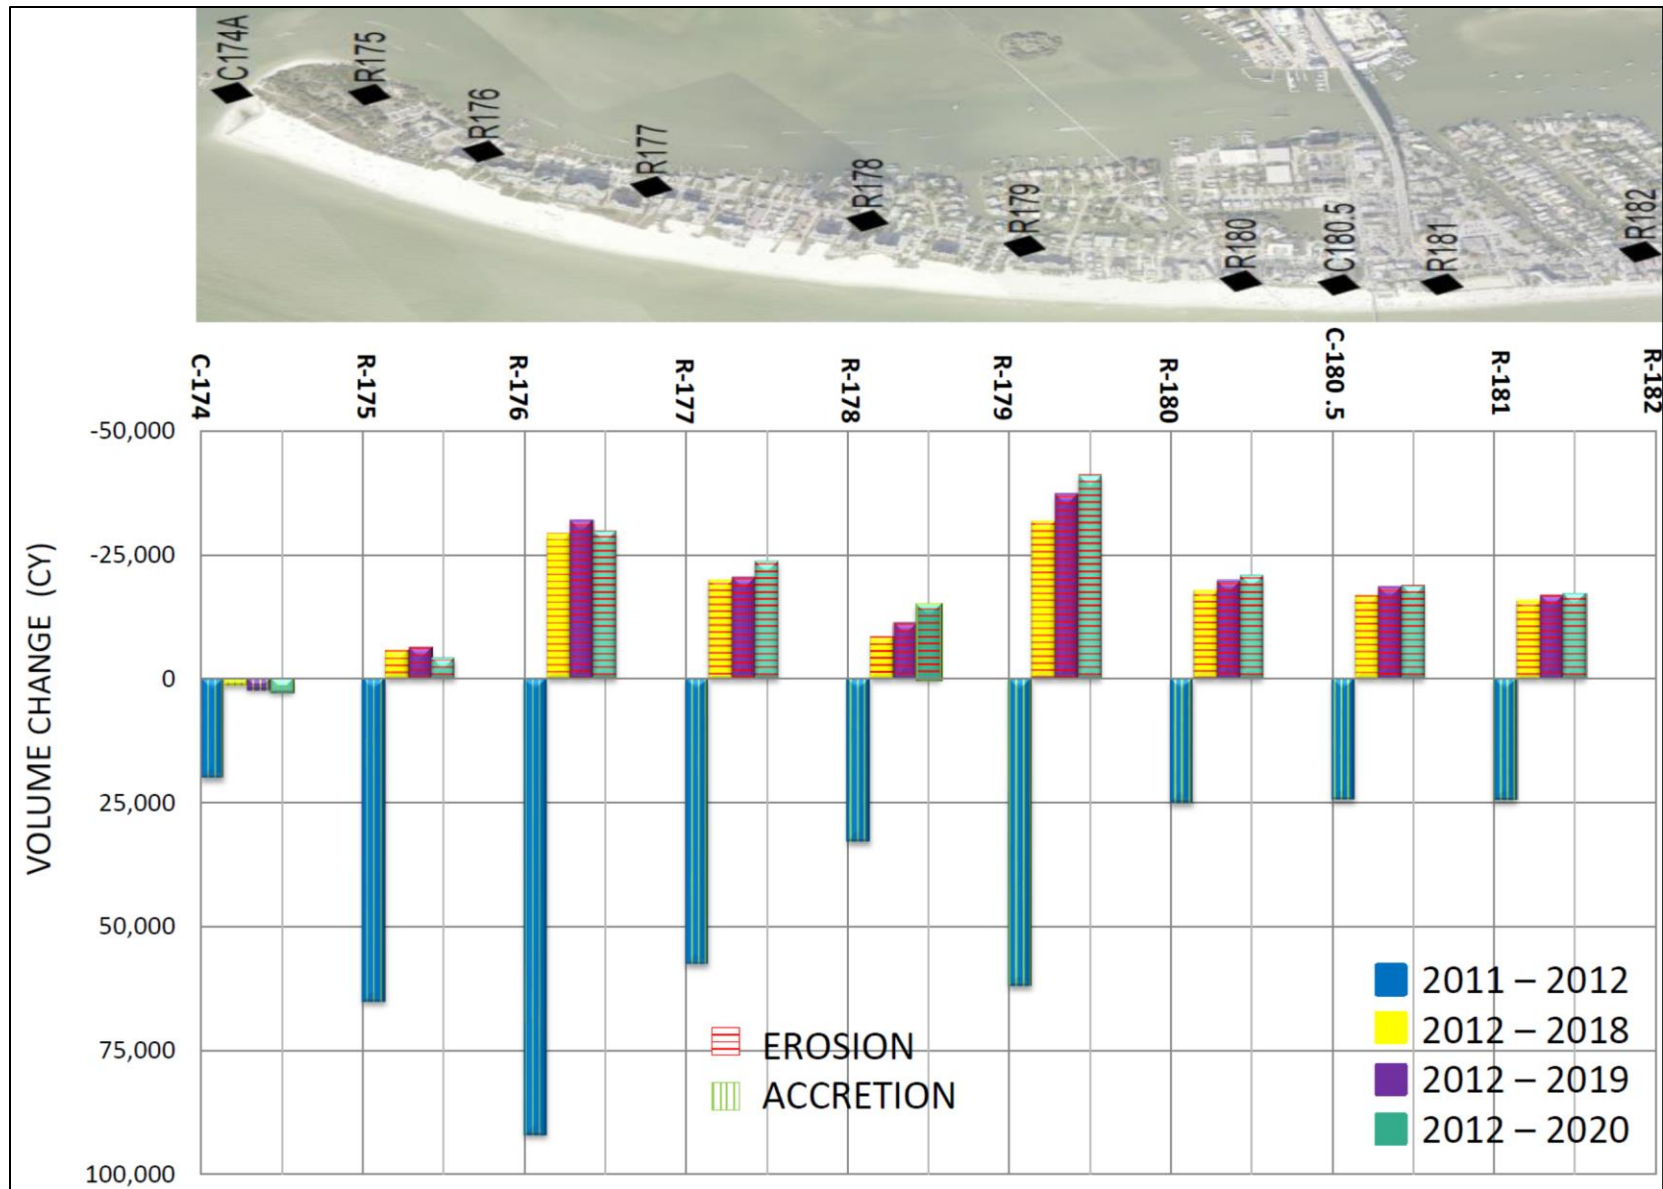 C174A
R175
R176
R177
R178
R179
R180
C180.5
R181
R182
C-174
R-175
R-176
R-177
R-178
R-179
R-180
C-180 .5
R-181
R-182
VOLUME CHANGE (CY)
-50,000
-25,000
0
25,000
50,000
75,000
100,000
EROSION
ACCRETION
2011 – 2012
2012 – 2018
2012 – 2019
2012 – 2020